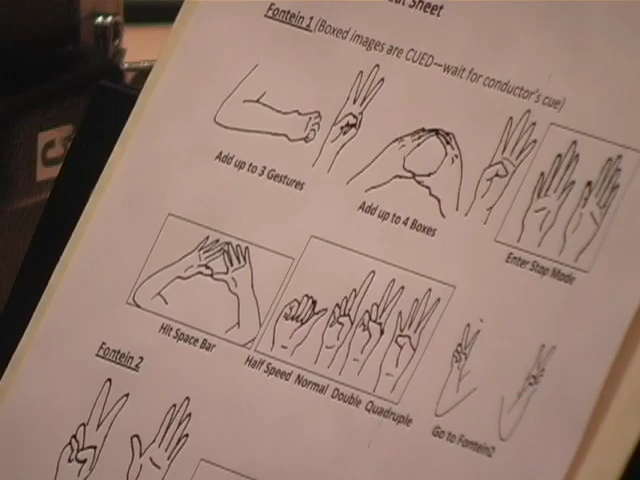 Sheet
Fontein 1 (Boxed images are CUED—wait for conductor's cue)
Add up to 3 Gestures
Add up to 4 Boxes
Enter Stop Mode
Hit Space Bar
Half Speed Normal Double Quadruple
Go to Fontein2
Fontein 2